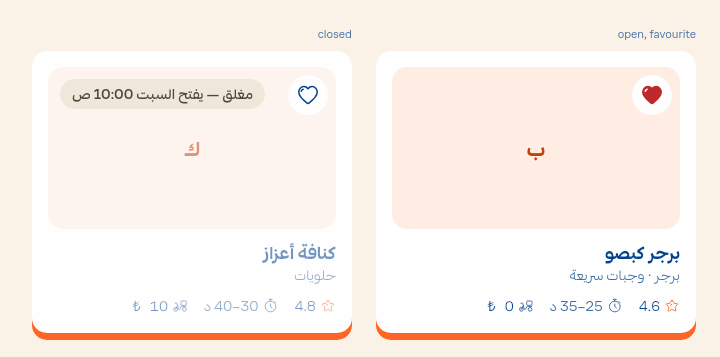 open, favourite
ب
برجر كبصو
برجر · وجبات سريعة
4.6 25–35 د 0 ₺
closed
مغلق — يفتح السبت 10:00 ص
ك
كنافة أعزاز
حلويات
4.8 30–40 د 10 ₺